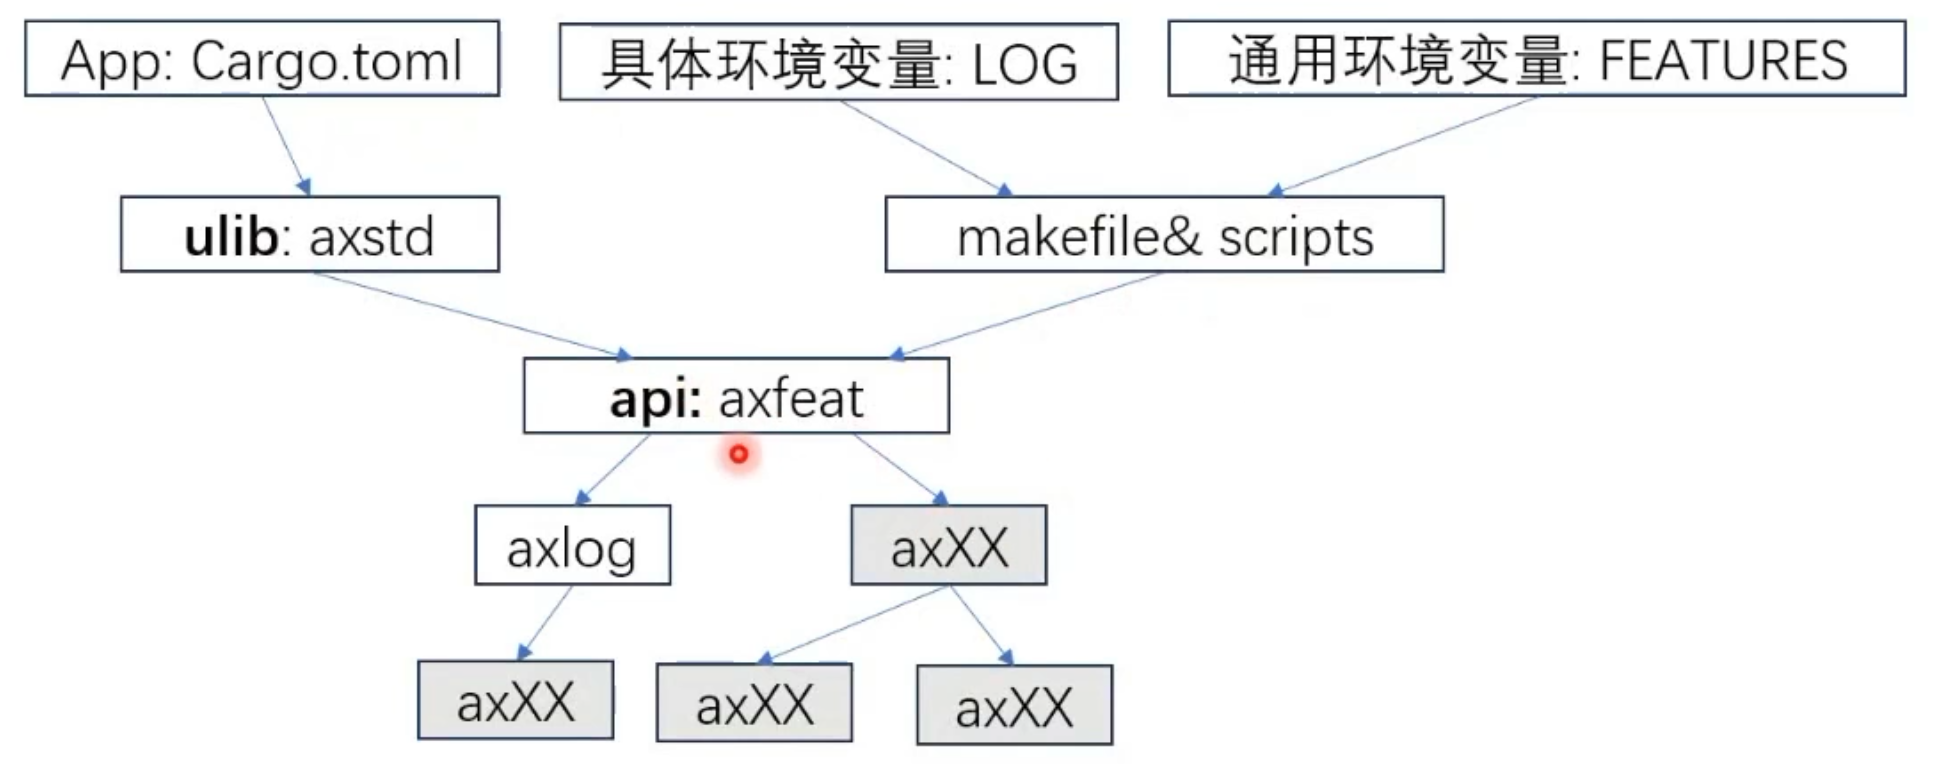 App: Cargo.toml
具体环境变量: LOG
通用环境变量: FEATURES
ulib: axstd
makefile& scripts
api: axfeat
axlog
axXX
axXX
axXX
axXX